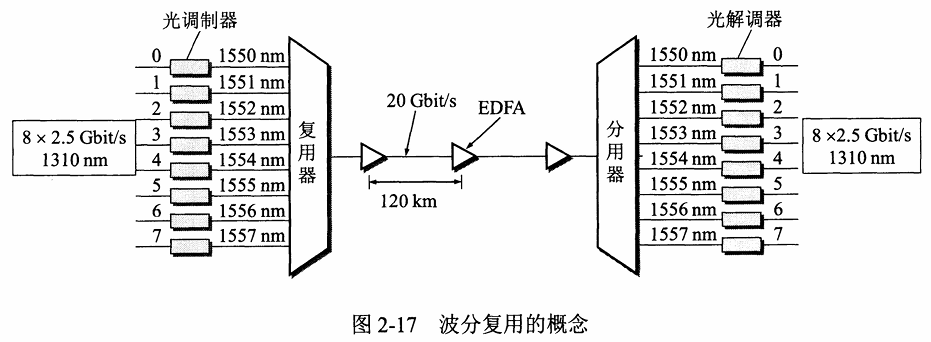 光调制器
光解调器
0 1550 nm
1 1551 nm
2 1552 nm
3 1553 nm
4 1554 nm
5 1555 nm
6 1556 nm
7 1557 nm
8 × 2.5 Gbit/s
1310 nm
复用器
20 Gbit/s
EDFA
120 km
分用器
1550 nm 0
1551 nm 1
1552 nm 2
1553 nm 3
1554 nm 4
1555 nm 5
1556 nm 6
1557 nm 7
8 × 2.5 Gbit/s
1310 nm
图 2-17 波分复用的概念